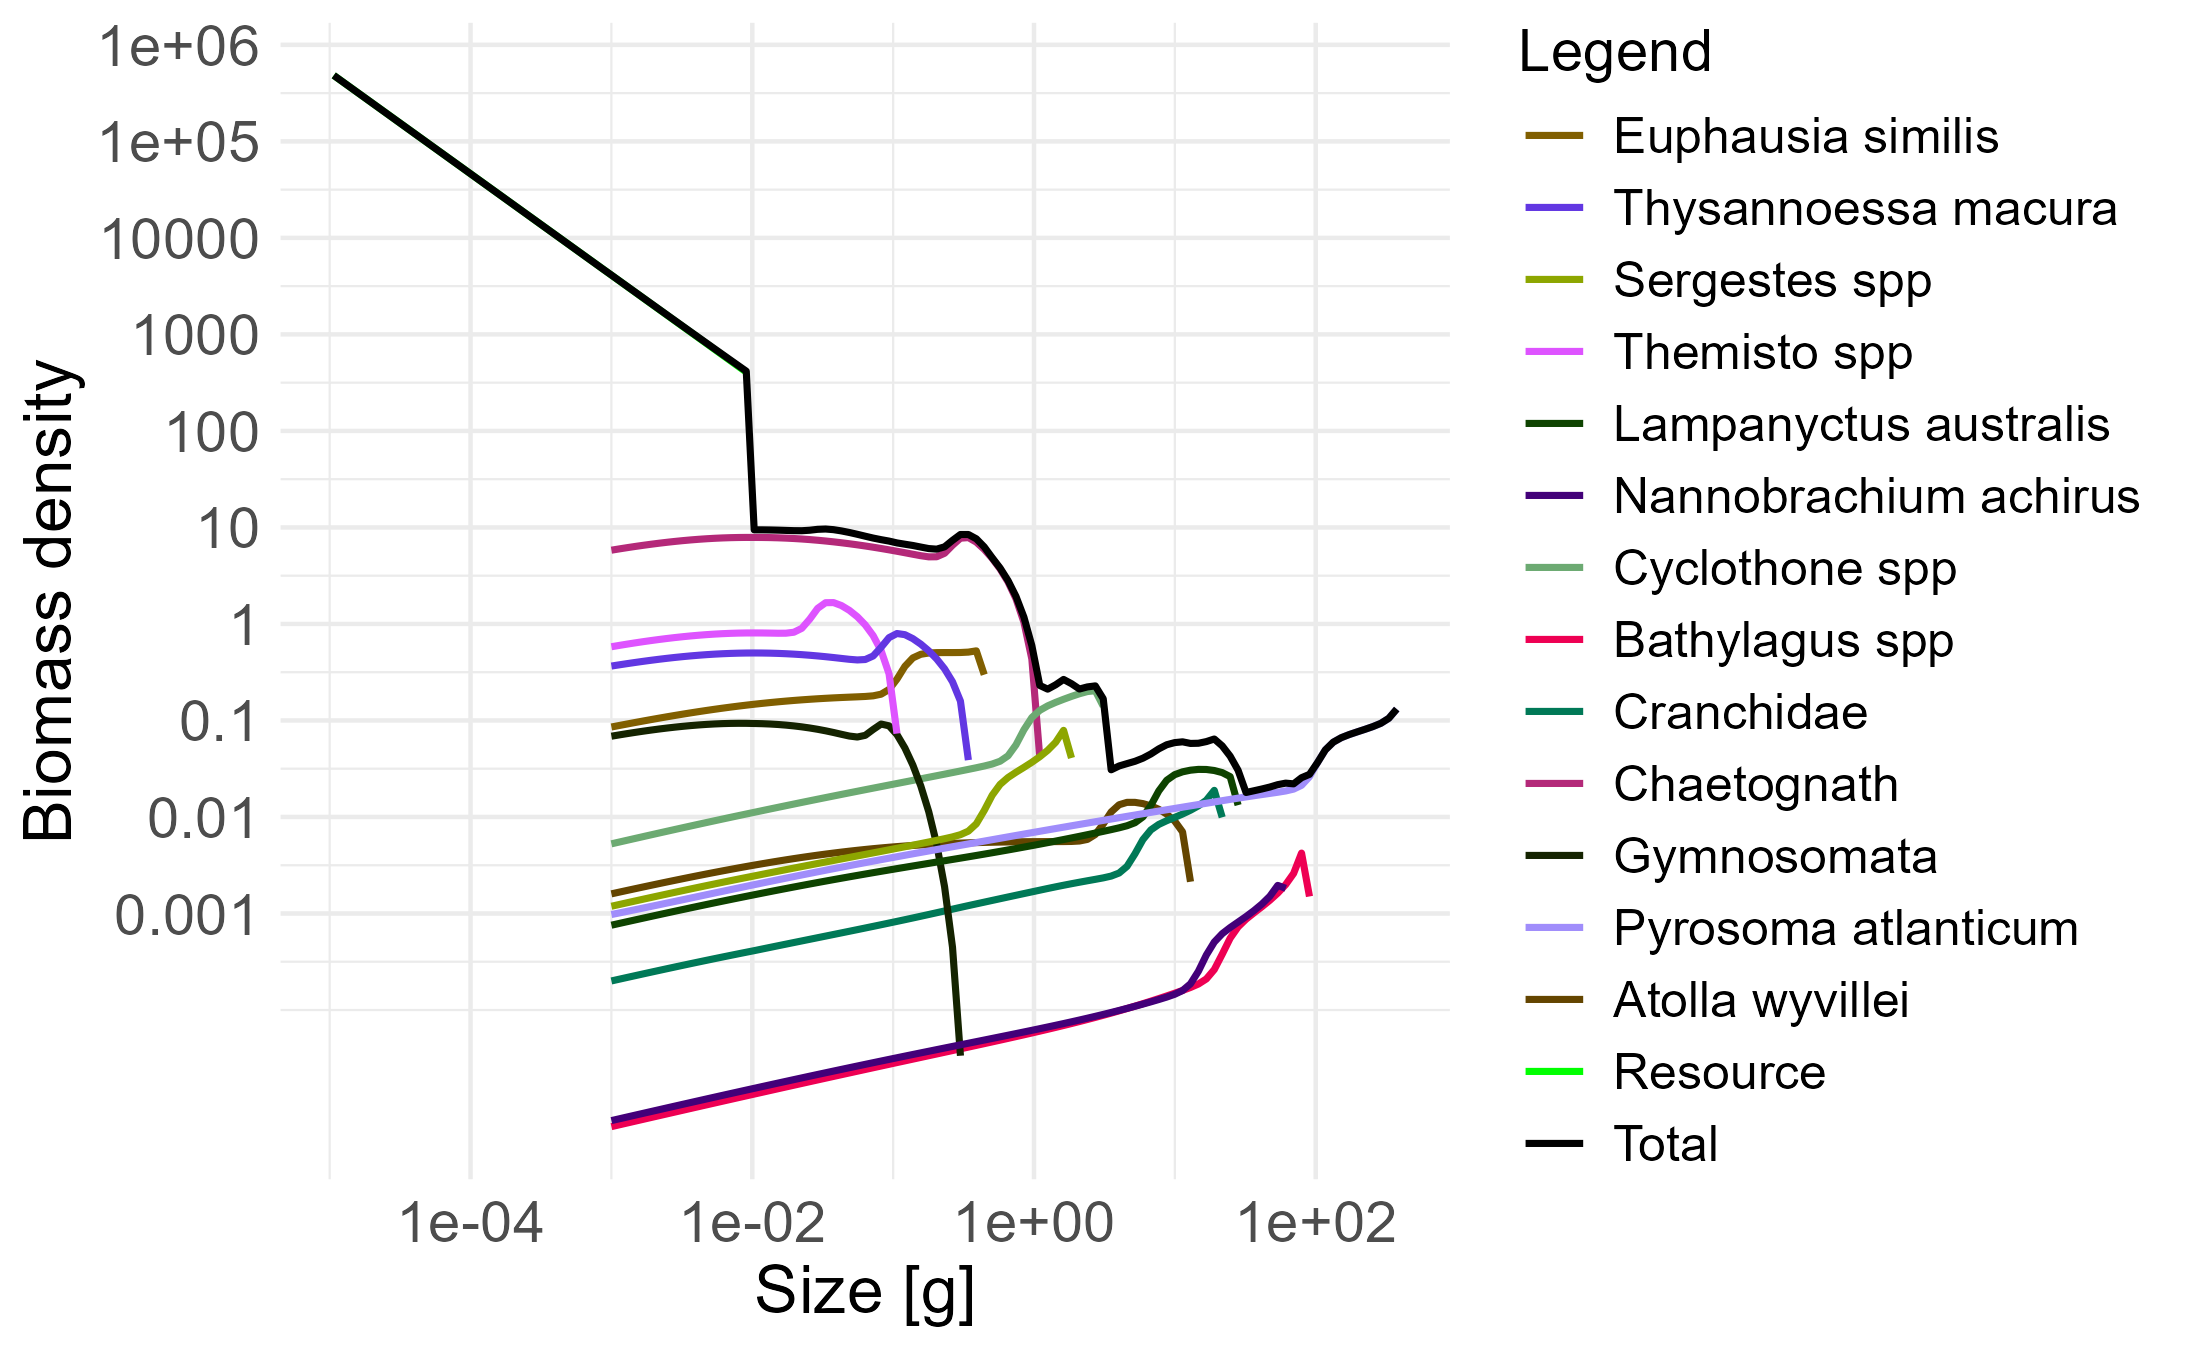 1e+06
1e+05
10000
1000
100
10
1
0.1
0.01
0.001
Biomass density
1e-04 1e-02 1e+00 1e+02
Size [g]
Legend
Euphausia similis
Thysannoessa macura
Sergestes spp
Themisto spp
Lampanyctus australis
Nannobrachium achirus
Cyclothone spp
Bathylagus spp
Cranchidae
Chaetognath
Gymnosomata
Pyrosoma atlanticum
Atolla wyvillei
Resource
Total